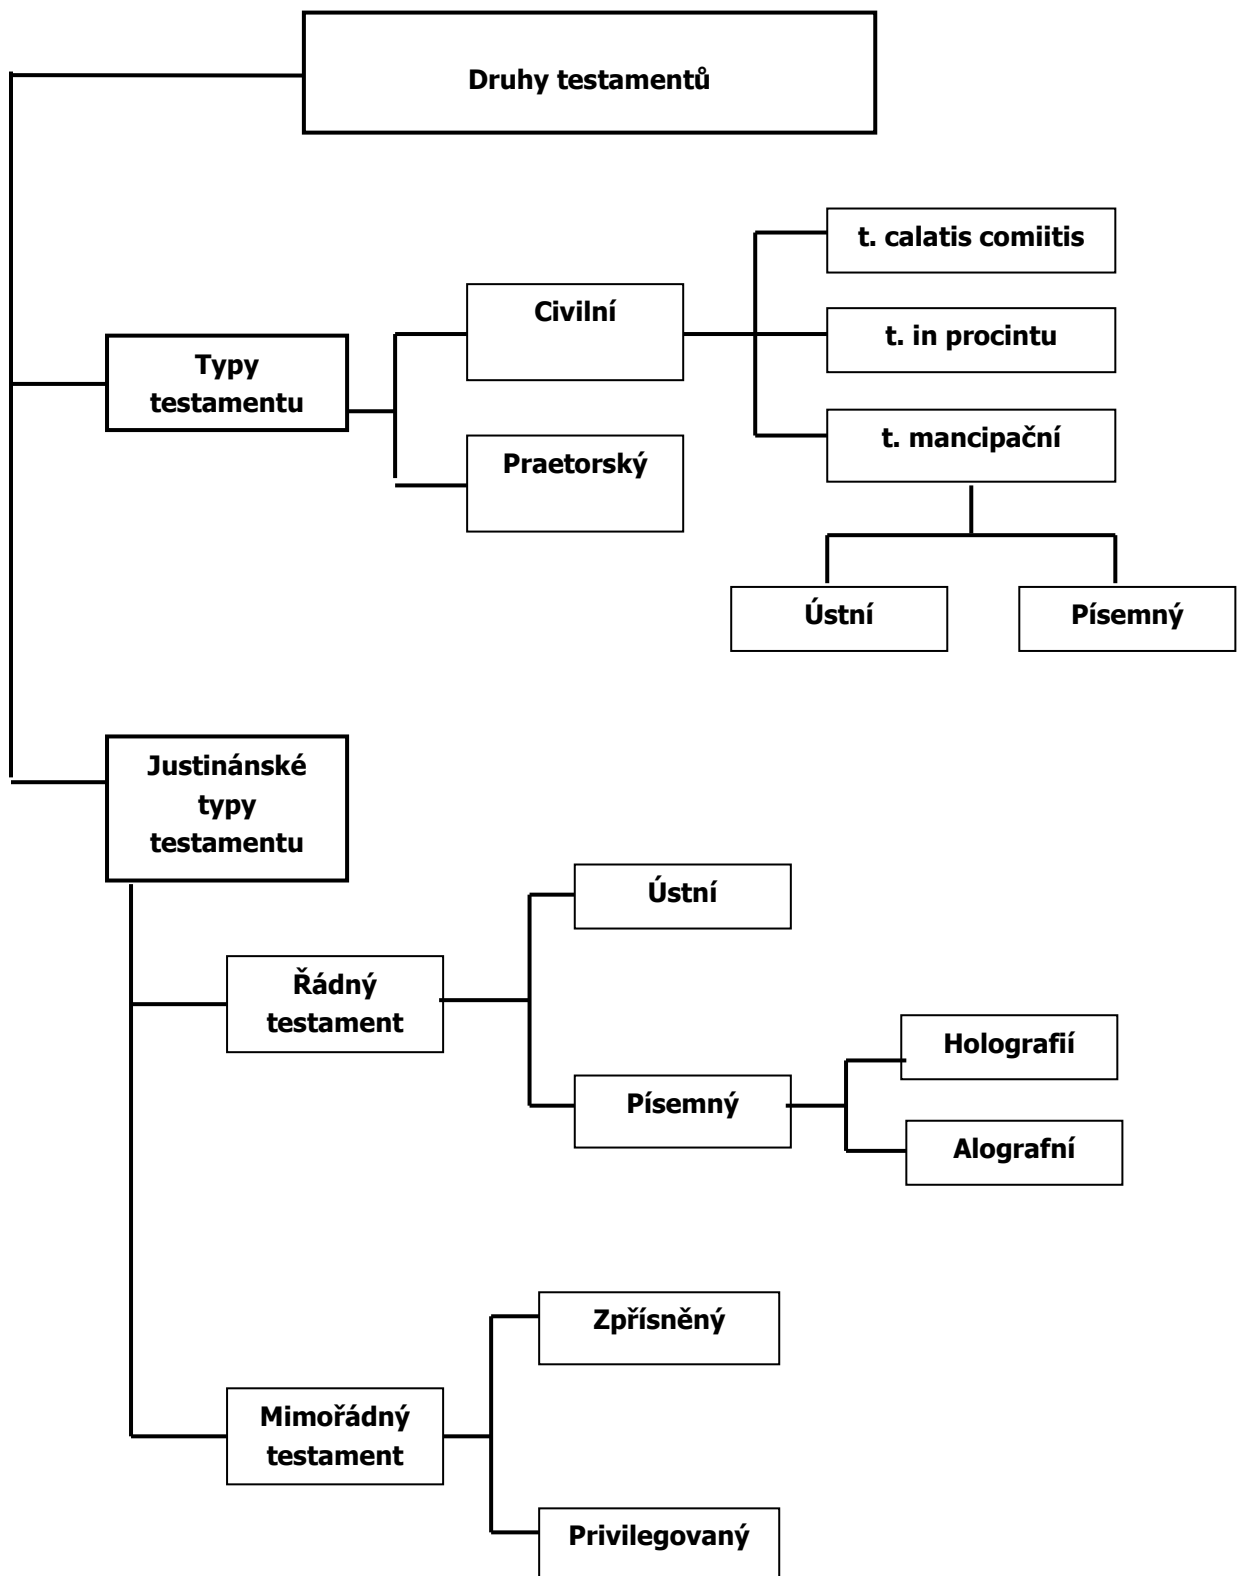 Druhy testamentů
t. calatis comiitis
Civilní
t. in procintu
Typy
testamentu
t. mancipační
Praetorský
Ústní
Písemný
Justinánské
typy
testamentu
Ústní
Řádný
testament
Holografií
Písemný
Alografní
Zpřísněný
Mimořádný
testament
Privilegovaný